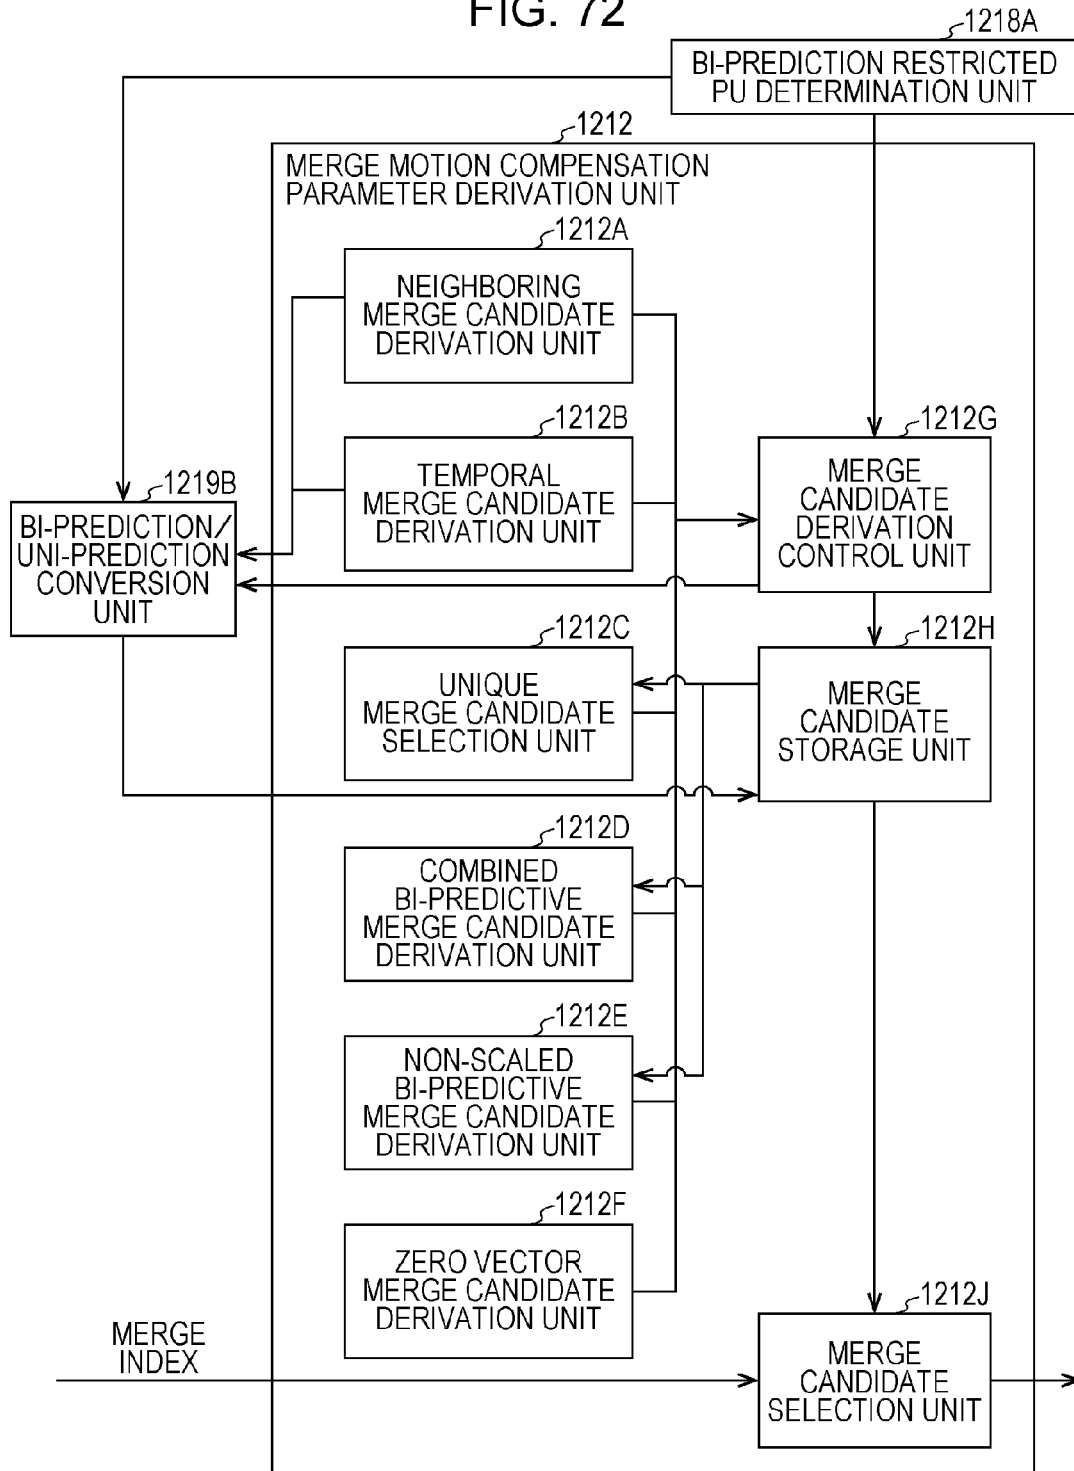 FIG. 72
1218A
BI-PREDICTION RESTRICTED
PU DETERMINATION UNIT
1212
MERGE MOTION COMPENSATION
PARAMETER DERIVATION UNIT
1212A
NEIGHBORING
MERGE CANDIDATE
DERIVATION UNIT
1212B
TEMPORAL
MERGE CANDIDATE
DERIVATION UNIT
1212G
MERGE
CANDIDATE
DERIVATION
CONTROL UNIT
1219B
BI-PREDICTION/
UNI-PREDICTION
CONVERSION
UNIT
1212C
UNIQUE
MERGE CANDIDATE
SELECTION UNIT
1212H
MERGE
CANDIDATE
STORAGE UNIT
1212D
COMBINED
BI-PREDICTIVE
MERGE CANDIDATE
DERIVATION UNIT
1212E
NON-SCALED
BI-PREDICTIVE
MERGE CANDIDATE
DERIVATION UNIT
1212F
ZERO VECTOR
MERGE CANDIDATE
DERIVATION UNIT
MERGE
INDEX
1212J
MERGE
CANDIDATE
SELECTION UNIT